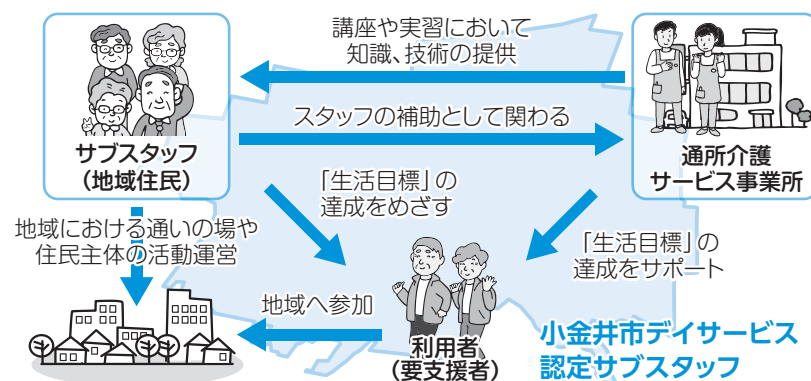 講座や実習において
知識、技術の提供
スタッフの補助として関わる
サブスタッフ
（地域住民）
通所介護
サービス事業所
「生活目標」の
達成をめざす
地域における通いの場や
住民主体の活動運営
「生活目標」の
達成をサポート
地域へ参加
利用者
（要支援者）
小金井市デイサービス
認定サブスタッフ